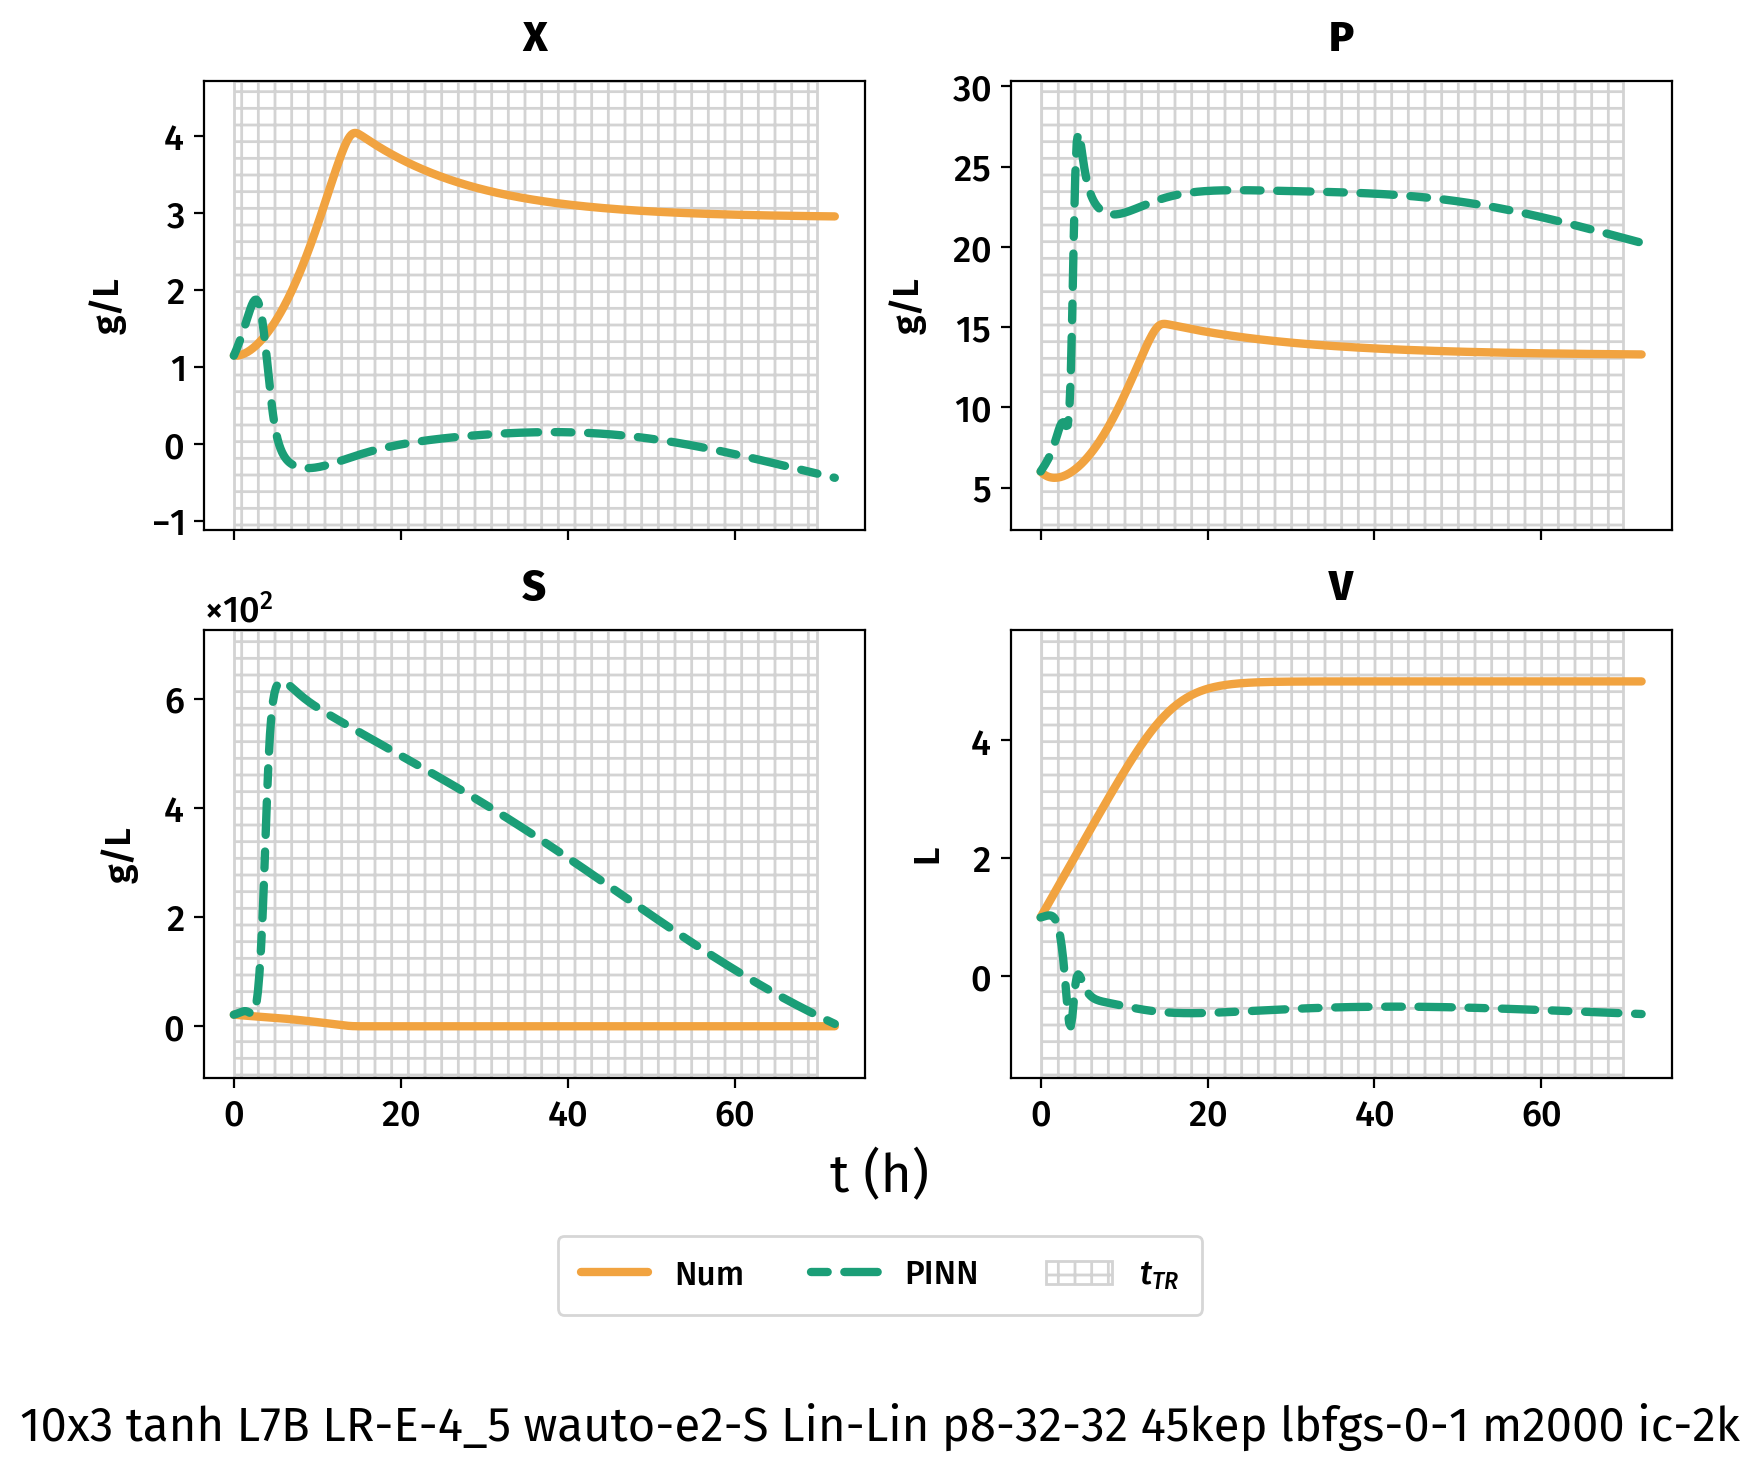 X
P
4
3
2
1
0
−1
g/L
30
25
20
15
10
5
g/L
S
V
×10²
6
4
2
0
g/L
4
2
0
L
0 20 40 60
0 20 40 60
t (h)
Num PINN t_TR
10x3 tanh L7B LR-E-4_5 wauto-e2-S Lin-Lin p8-32-32 45kep lbfgs-0-1 m2000 ic-2k